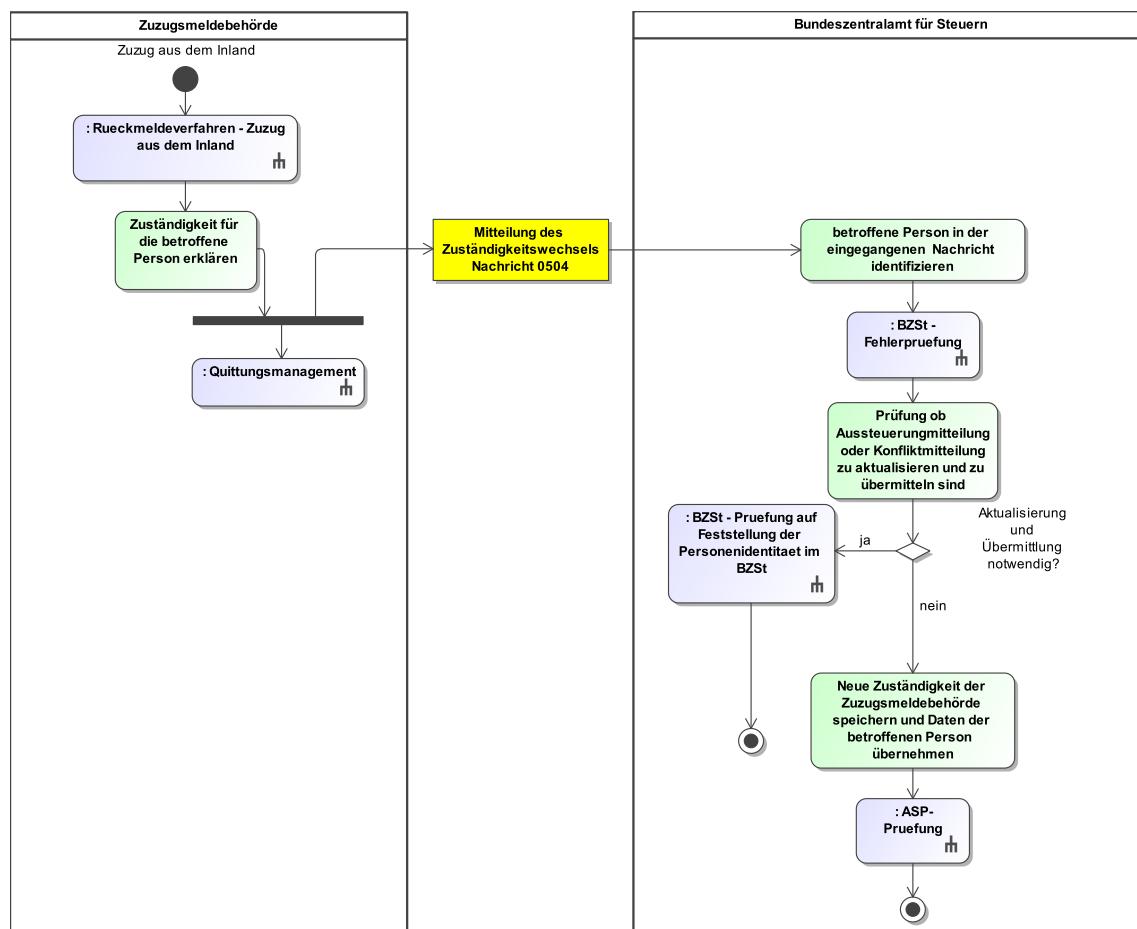 Zuzugsmeldebehörde
Zuzug aus dem Inland
: Rueckmeldeverfahren - Zuzug
aus dem Inland
Zuständigkeit für
die betroffene
Person erklären
: Quittungsmanagement
Mitteilung des
Zuständigkeitswechsels
Nachricht 0504
Bundeszentralamt für Steuern
betroffene Person in der
eingegangenen Nachricht
identifizieren
: BZSt -
Fehlerpruefung
Prüfung ob
Aussteuerungmitteilung
oder Konfliktmitteilung
zu aktualisieren und zu
übermitteln sind
Aktualisierung
und
Übermittlung
notwendig?
ja
: BZSt - Pruefung auf
Feststellung der
Personenidentitaet im
BZSt
nein
Neue Zuständigkeit der
Zuzugsmeldebehörde
speichern und Daten der
betroffenen Person
übernehmen
: ASP-
Pruefung